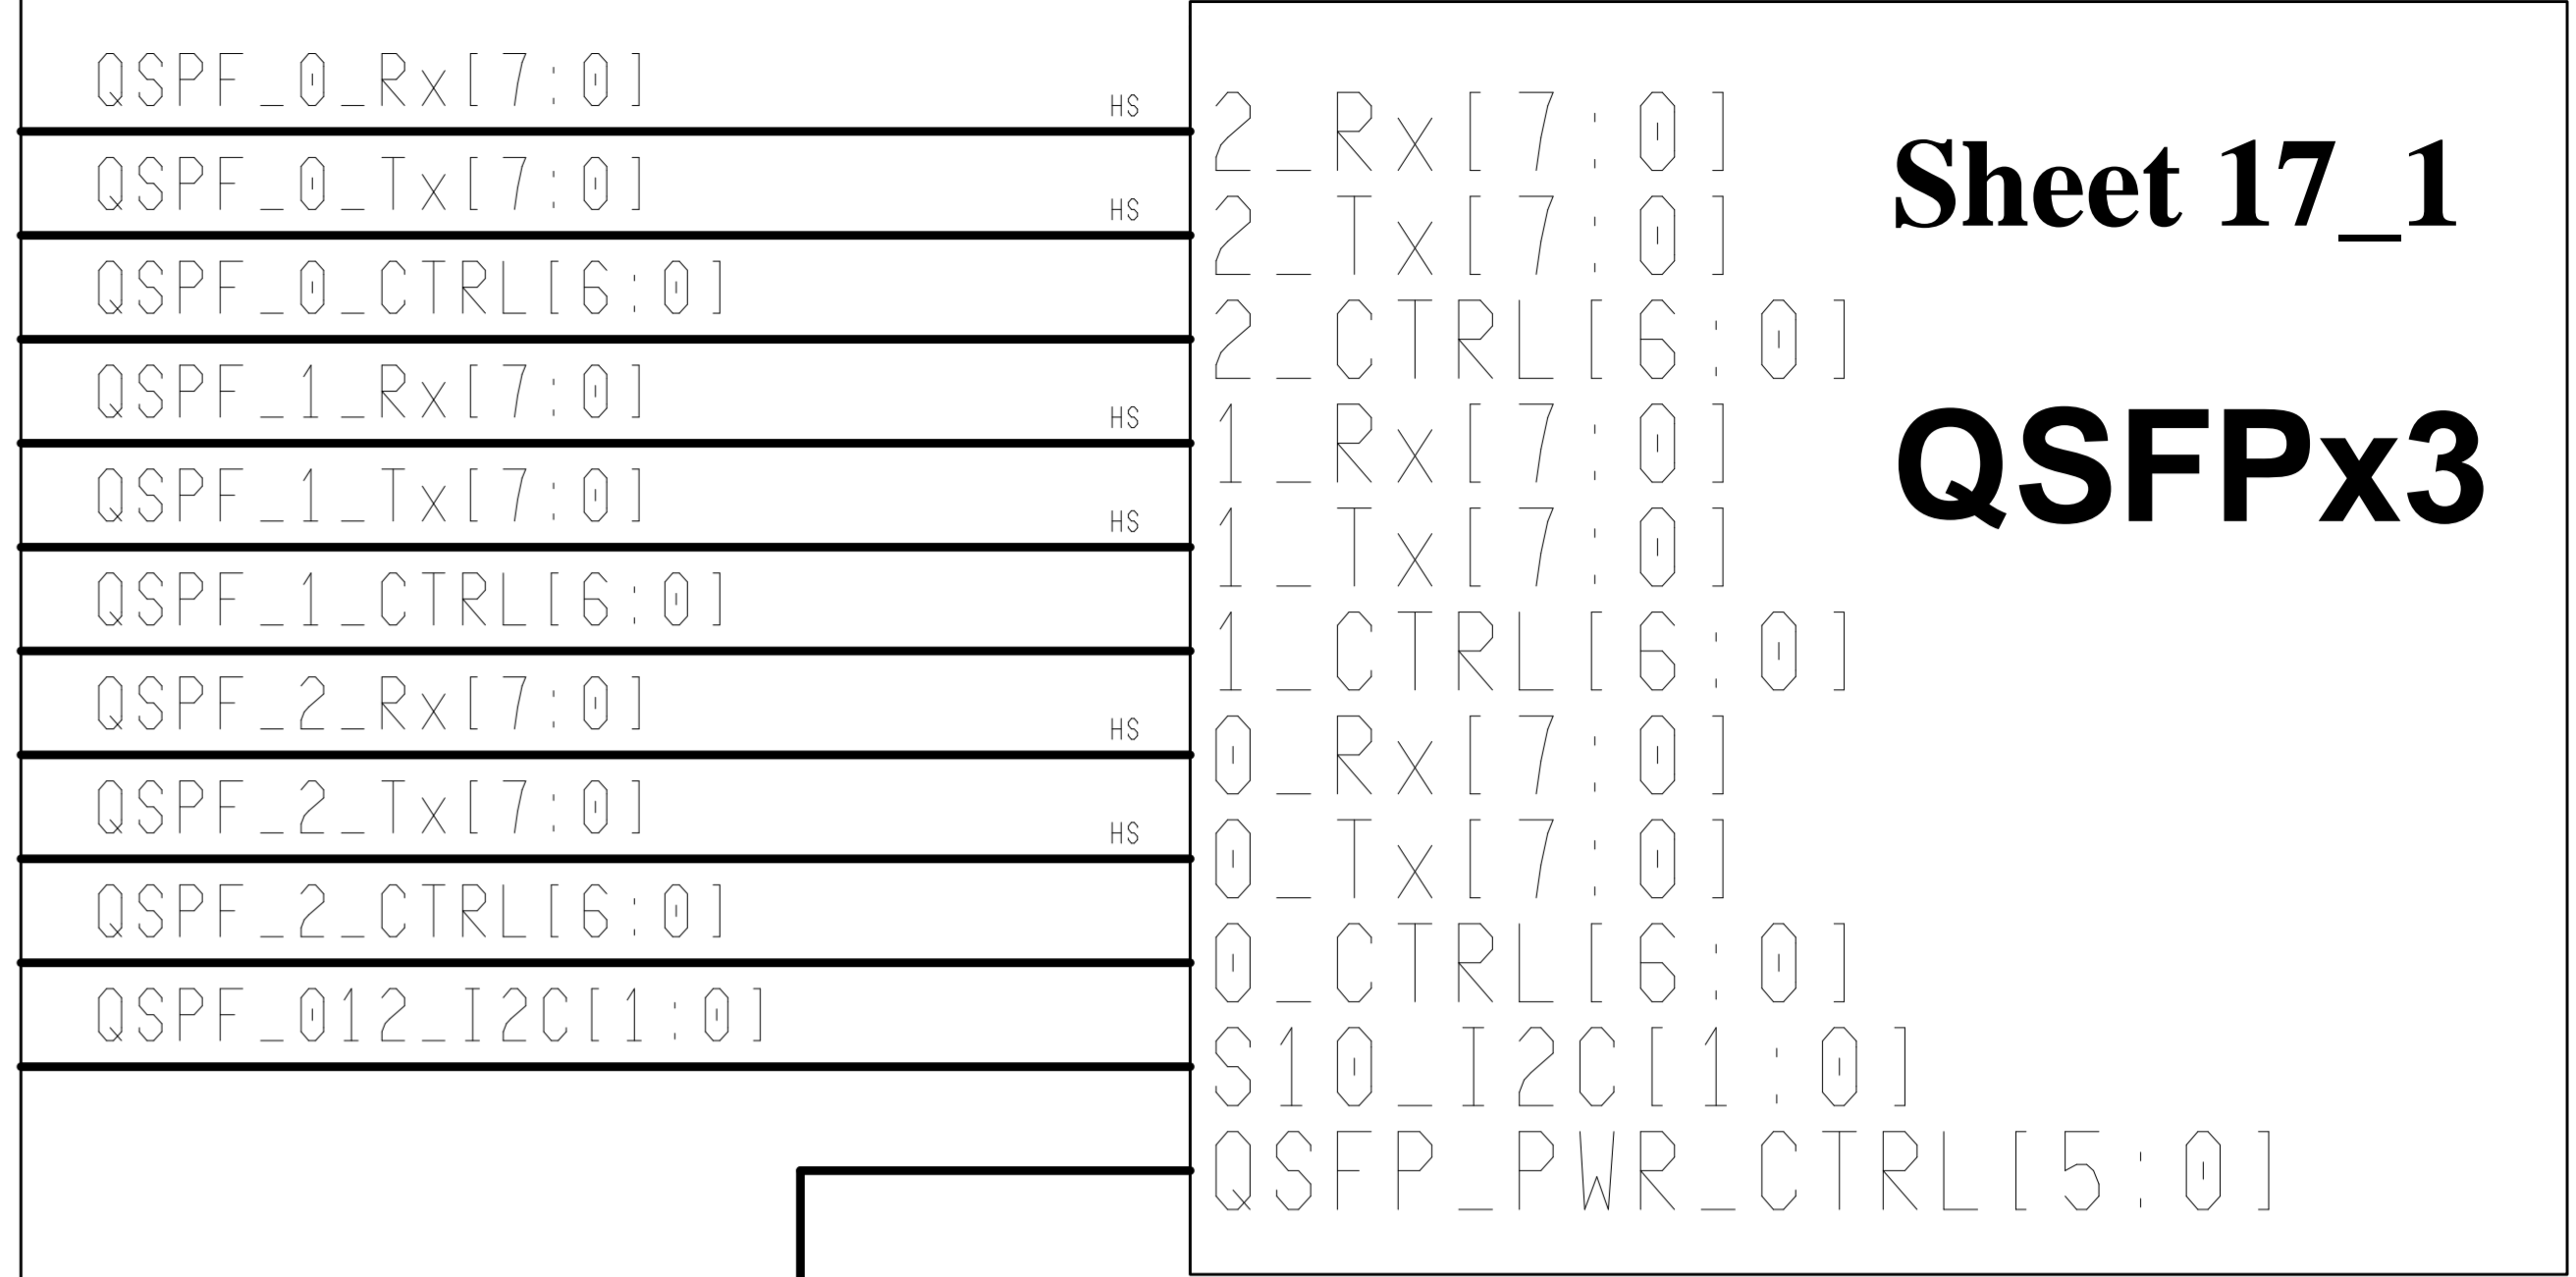 QSPF_0_Rx[7:0]
HS
QSPF_0_Tx[7:0]
HS
QSPF_0_CTRL[6:0]
QSPF_1_Rx[7:0]
HS
QSPF_1_Tx[7:0]
HS
QSPF_1_CTRL[6:0]
QSPF_2_Rx[7:0]
HS
QSPF_2_Tx[7:0]
HS
QSPF_2_CTRL[6:0]
QSPF_012_I2C[1:0]
2_Rx[7:0]
2_Tx[7:0]
2_CTRL[6:0]
1_Rx[7:0]
1_Tx[7:0]
1_CTRL[6:0]
0_Rx[7:0]
0_Tx[7:0]
0_CTRL[6:0]
S10_I2C[1:0]
QSFP_PWR_CTRL[5:0]
Sheet 17_1
QSFPx3